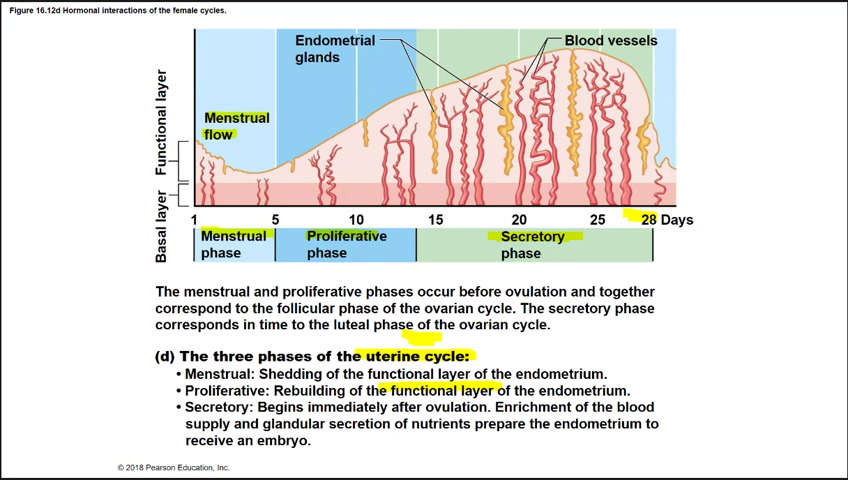 Figure 16.12d Hormonal interactions of the female cycles.
Endometrial
glands
Blood vessels
Functional layer
Menstrual
flow
Basal layer
1 5 10 15 20 25 28 Days
Menstrual
phase
Proliferative
phase
Secretory
phase
The menstrual and proliferative phases occur before ovulation and together
correspond to the follicular phase of the ovarian cycle. The secretory phase
corresponds in time to the luteal phase of the ovarian cycle.
(d) The three phases of the uterine cycle:
• Menstrual: Shedding of the functional layer of the endometrium.
• Proliferative: Rebuilding of the functional layer of the endometrium.
• Secretory: Begins immediately after ovulation. Enrichment of the blood
supply and glandular secretion of nutrients prepare the endometrium to
receive an embryo.
© 2018 Pearson Education, Inc.